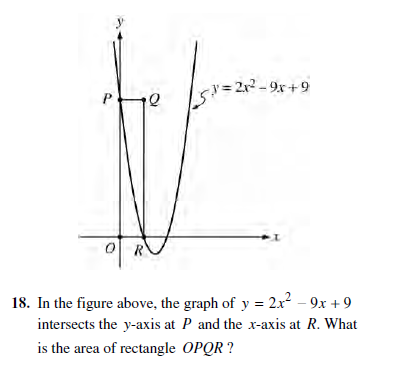 y
P Q
y = 2x² – 9x + 9
x
O R
18. In the figure above, the graph of y = 2x² – 9x + 9
intersects the y-axis at P and the x-axis at R. What
is the area of rectangle OPQR ?